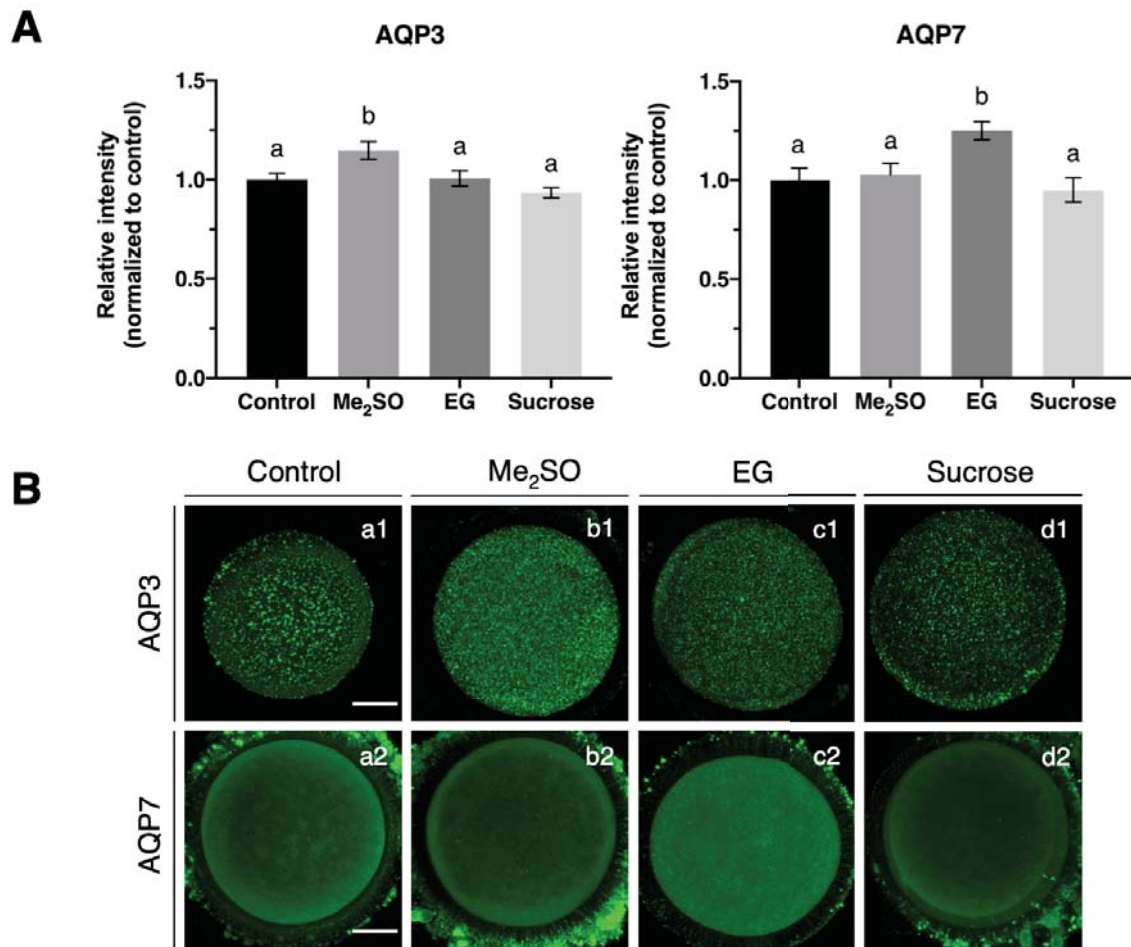 A
AQP3
AQP7
Relative intensity
(normalized to control)
1.5
1.0
0.5
0.0
a
b
a
a
Control
Me₂SO
EG
Sucrose
Relative intensity
(normalized to control)
1.5
1.0
0.5
0.0
a
a
b
a
Control
Me₂SO
EG
Sucrose
B
Control
Me₂SO
EG
Sucrose
AQP3
a1
b1
c1
d1
AQP7
a2
b2
c2
d2